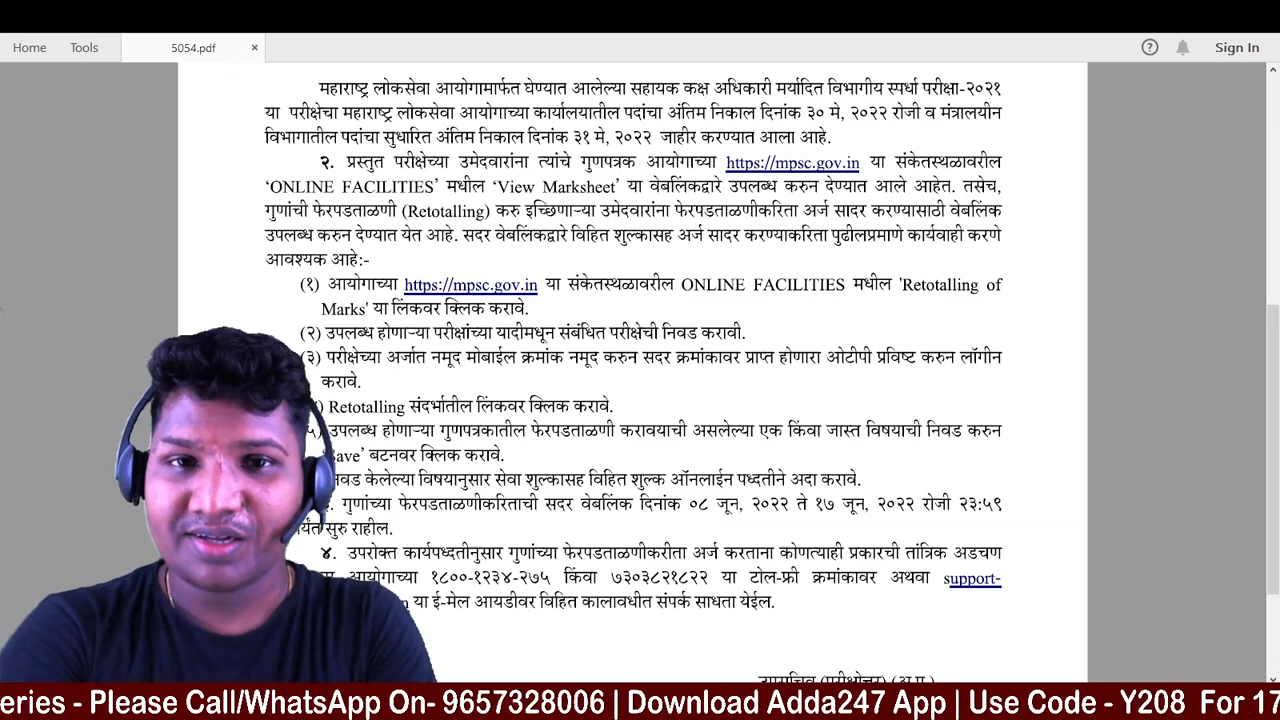 Home Tools 5054.pdf × ? Sign In
महाराष्ट्र लोकसेवा आयोगामार्फत घेण्यात आलेल्या सहायक कक्ष अधिकारी मर्यादित विभागीय स्पर्धा परीक्षा-२०२१
या परीक्षेचा महाराष्ट्र लोकसेवा आयोगाच्या कार्यालयातील पदांचा अंतिम निकाल दिनांक ३० मे, २०२२ रोजी व मंत्रालयीन
विभागातील पदांचा सुधारित अंतिम निकाल दिनांक ३१ मे, २०२२ जाहीर करण्यात आला आहे.
२. प्रस्तुत परीक्षेच्या उमेदवारांना त्यांचे गुणपत्रक आयोगाच्या https://mpsc.gov.in या संकेतस्थळावरील
‘ONLINE FACILITIES’ मधील ‘View Marksheet’ या वेबलिंकद्वारे उपलब्ध करुन देण्यात आले आहेत. तसेच,
गुणांची फेरपडताळणी (Retotalling) करु इच्छिणाऱ्या उमेदवारांना फेरपडताळणीकरिता अर्ज सादर करण्यासाठी वेबलिंक
उपलब्ध करुन देण्यात येत आहे. सदर वेबलिंकद्वारे विहित शुल्कासह अर्ज सादर करण्याकरिता पुढीलप्रमाणे कार्यवाही करणे
आवश्यक आहे:-
(१) आयोगाच्या https://mpsc.gov.in या संकेतस्थळावरील ONLINE FACILITIES मधील 'Retotalling of
Marks' या लिंकवर क्लिक करावे.
(२) उपलब्ध होणाऱ्या परीक्षांच्या यादीमधून संबंधित परीक्षेची निवड करावी.
(३) परीक्षेच्या अर्जात नमूद मोबाईल क्रमांक नमूद करुन सदर क्रमांकावर प्राप्त होणारा ओटीपी प्रविष्ट करुन लॉगीन
करावे.
) Retotalling संदर्भातील लिंकवर क्लिक करावे.
५) उपलब्ध होणाऱ्या गुणपत्रकातील फेरपडताळणी करावयाची असलेल्या एक किंवा जास्त विषयाची निवड करुन
ave’ बटनवर क्लिक करावे.
निवड केलेल्या विषयानुसार सेवा शुल्कासह विहित शुल्क ऑनलाईन पध्दतीने अदा करावे.
. गुणांच्या फेरपडताळणीकरिताची सदर वेबलिंक दिनांक ०८ जून, २०२२ ते १७ जून, २०२२ रोजी २३:५९
र्यंत सुरु राहील.
४. उपरोक्त कार्यपध्दतीनुसार गुणांच्या फेरपडताळणीकरीता अर्ज करताना कोणत्याही प्रकारची तांत्रिक अडचण
आयोगाच्या १८००-१२३४-२७५ किंवा ७३०३८२१८२२ या टोल-फ्री क्रमांकावर अथवा support-
या ई-मेल आयडीवर विहित कालावधीत संपर्क साधता येईल.
eries - Please Call/WhatsApp On- 9657328006 | Download Adda247 App | Use Code - Y208 For 17